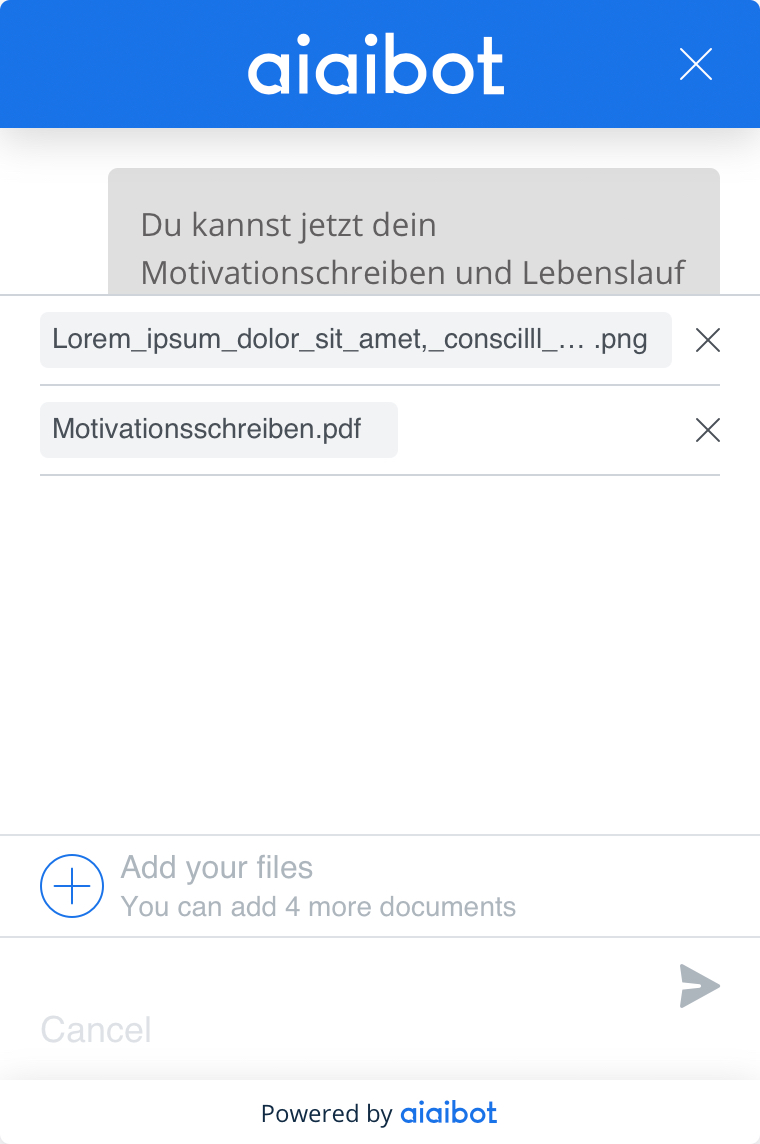 aiaibot
Du kannst jetzt dein
Motivationschreiben und Lebenslauf
Lorem_ipsum_dolor_sit_amet,_conscilll_… .png
Motivationsschreiben.pdf
Add your files
You can add 4 more documents
Cancel
Powered by aiaibot